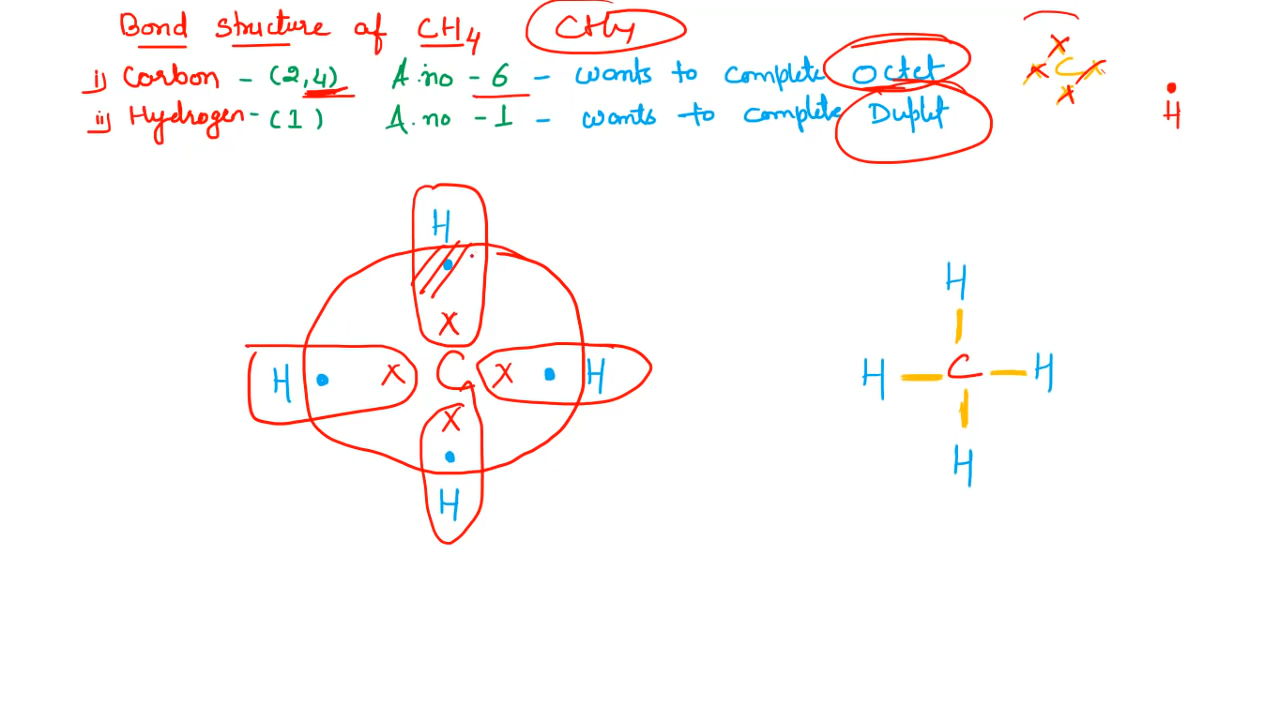 Bond structure of CH4 CH4
i) Carbon - (2,4) A.no - 6 - wants to complete Octet
ii) Hydrogen - (1) A.no - 1 - wants to complete Duplet
X
X C X
X
H
H
X
H X C X H
X
H
H
H C H
H